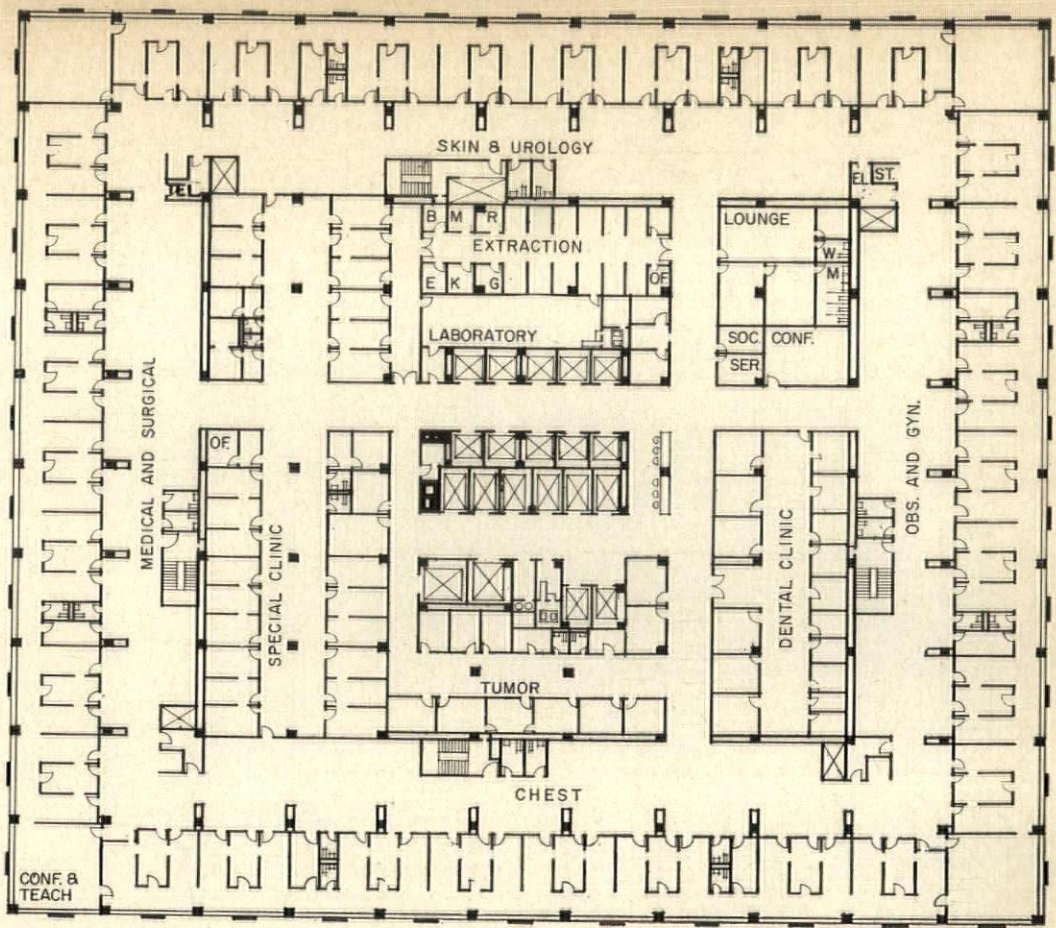 SKIN & UROLOGY
TEL.
EL.
ST.
B
M
R
LOUNGE
EXTRACTION
W
M
E
K
G
OF.
LABORATORY
SOC.
SER.
CONF.
MEDICAL AND SURGICAL
OF.
OBS. AND GYN.
SPECIAL CLINIC
DENTAL CLINIC
TUMOR
CHEST
CONF. &
TEACH